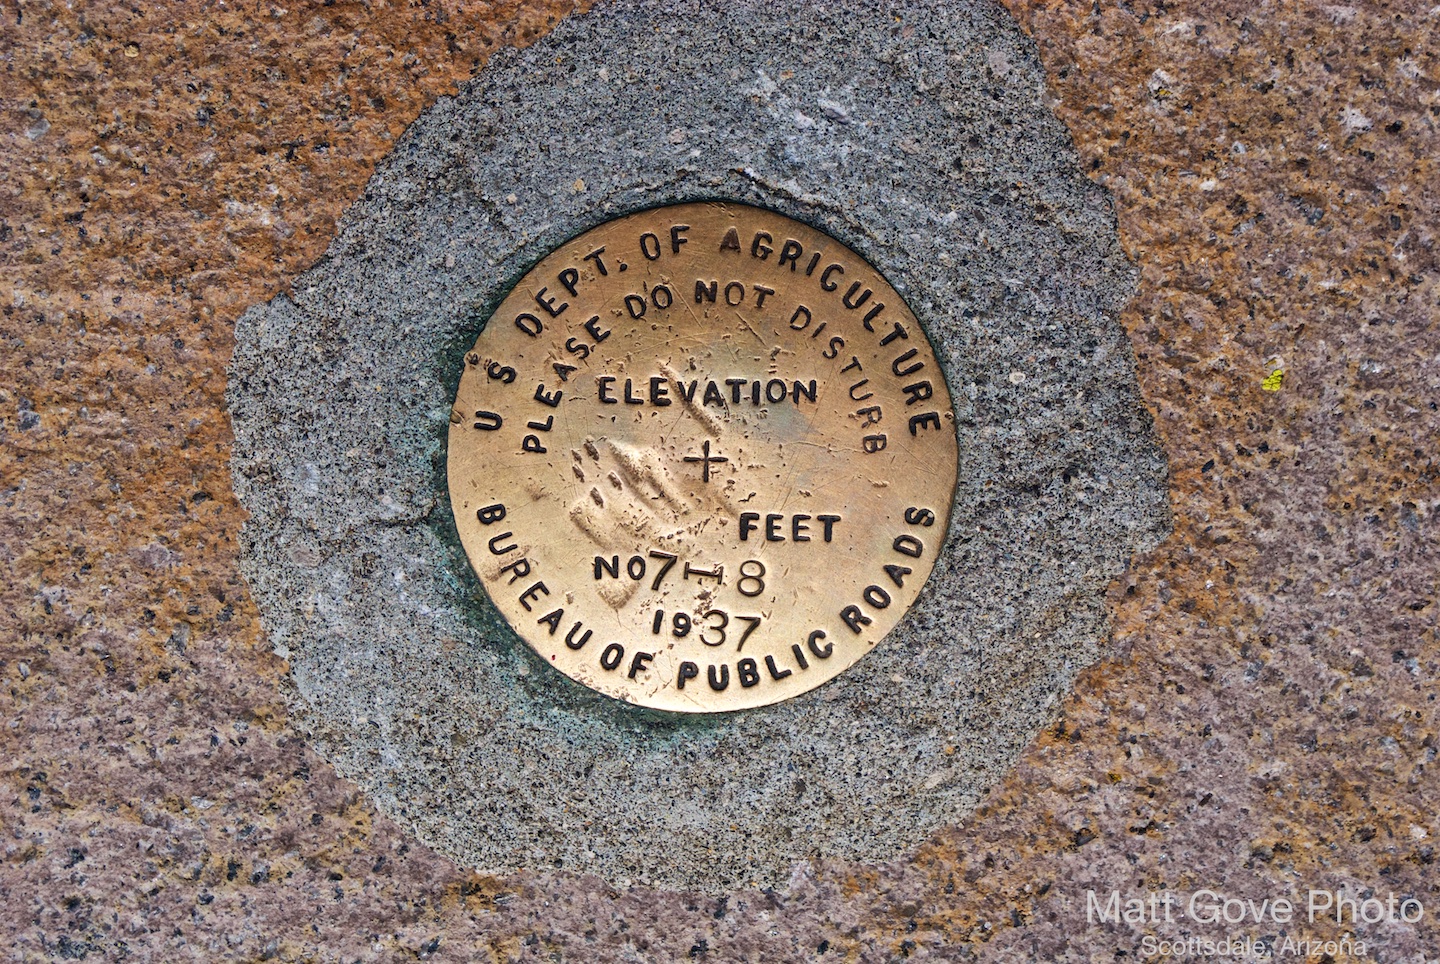 U S DEPT. OF AGRICULTURE
PLEASE DO NOT DISTURB
ELEVATION
FEET
NO 7-H-8
1937
BUREAU OF PUBLIC ROADS
Matt Gove Photo
Scottsdale, Arizona